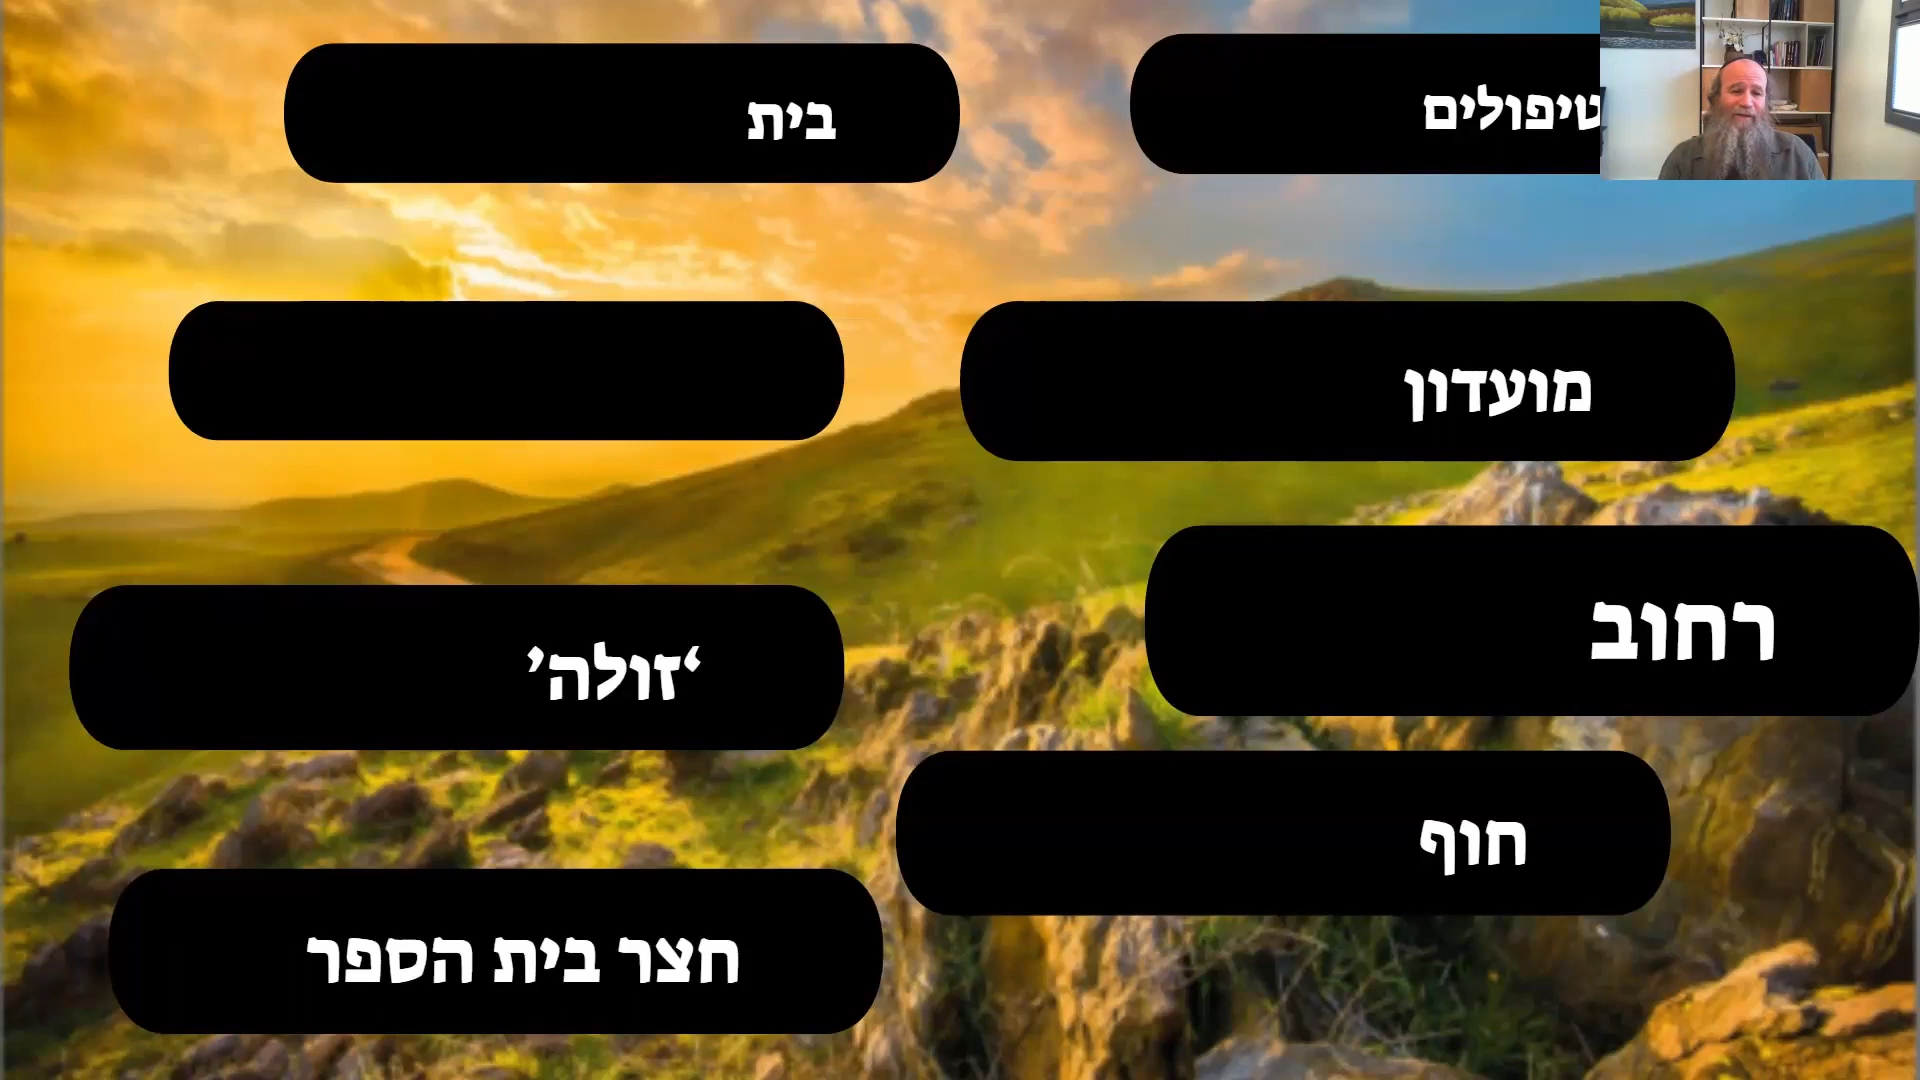 טיפולים
בית
מועדון
רחוב
‘זולה’
חוף
חצר בית הספר